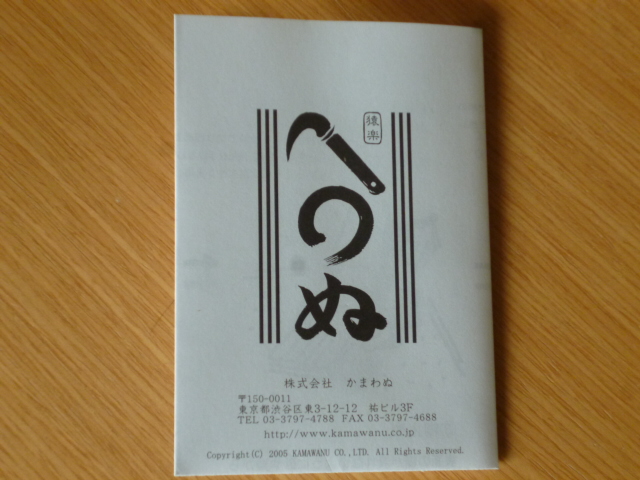 ぬ
株式会社 かまわぬ
〒150-0011
東京都渋谷区東3-12-12 祐ビル3F
TEL 03-3797-4788 FAX 03-3797-4688
http://www.kamawanu.co.jp
Copyright(C) 2005 KAMAWANU CO.,LTD. All Rights Reserved.